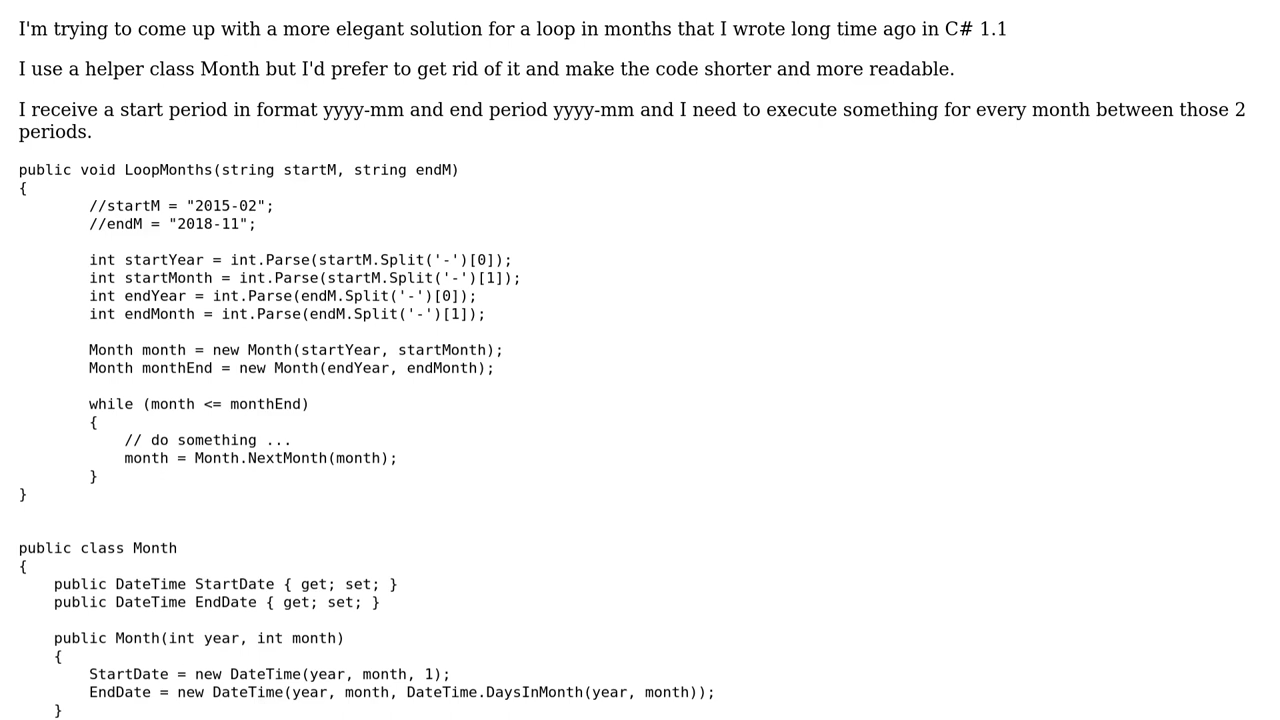 I'm trying to come up with a more elegant solution for a loop in months that I wrote long time ago in C# 1.1
I use a helper class Month but I'd prefer to get rid of it and make the code shorter and more readable.
I receive a start period in format yyyy-mm and end period yyyy-mm and I need to execute something for every month between those 2
periods.
public void LoopMonths(string startM, string endM)
{
        //startM = "2015-02";
        //endM = "2018-11";

        int startYear = int.Parse(startM.Split('-')[0]);
        int startMonth = int.Parse(startM.Split('-')[1]);
        int endYear = int.Parse(endM.Split('-')[0]);
        int endMonth = int.Parse(endM.Split('-')[1]);

        Month month = new Month(startYear, startMonth);
        Month monthEnd = new Month(endYear, endMonth);

        while (month <= monthEnd)
        {
            // do something ...
            month = Month.NextMonth(month);
        }
}

public class Month
{
    public DateTime StartDate { get; set; }
    public DateTime EndDate { get; set; }

    public Month(int year, int month)
    {
        StartDate = new DateTime(year, month, 1);
        EndDate = new DateTime(year, month, DateTime.DaysInMonth(year, month));
    }